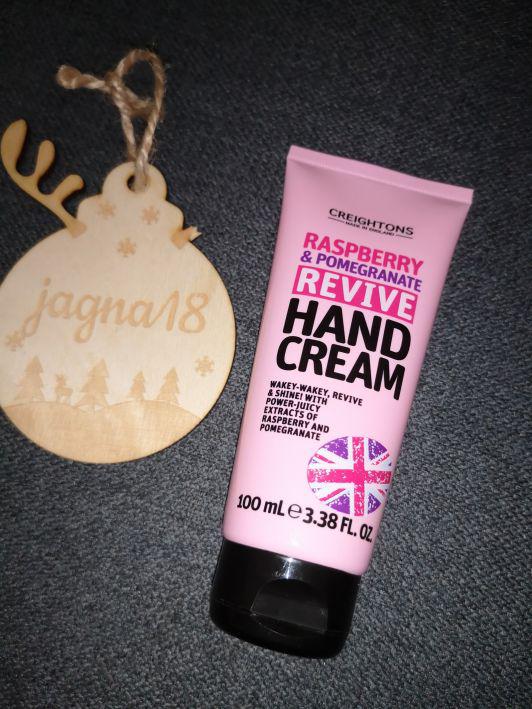 jagna18
CREIGHTONS
MADE IN ENGLAND
RASPBERRY
& POMEGRANATE
REVIVE
HAND
CREAM
WAKEY-WAKEY, REVIVE
& SHINE! WITH
POWER-JUICY
EXTRACTS OF
RASPBERRY AND
POMEGRANATE
100 mL e 3.38 FL. OZ.